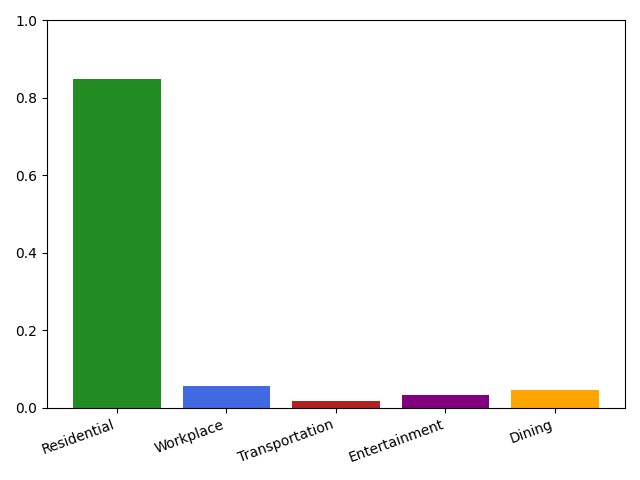 1.0
0.8
0.6
0.4
0.2
0.0
Residential
Workplace
Transportation
Entertainment
Dining